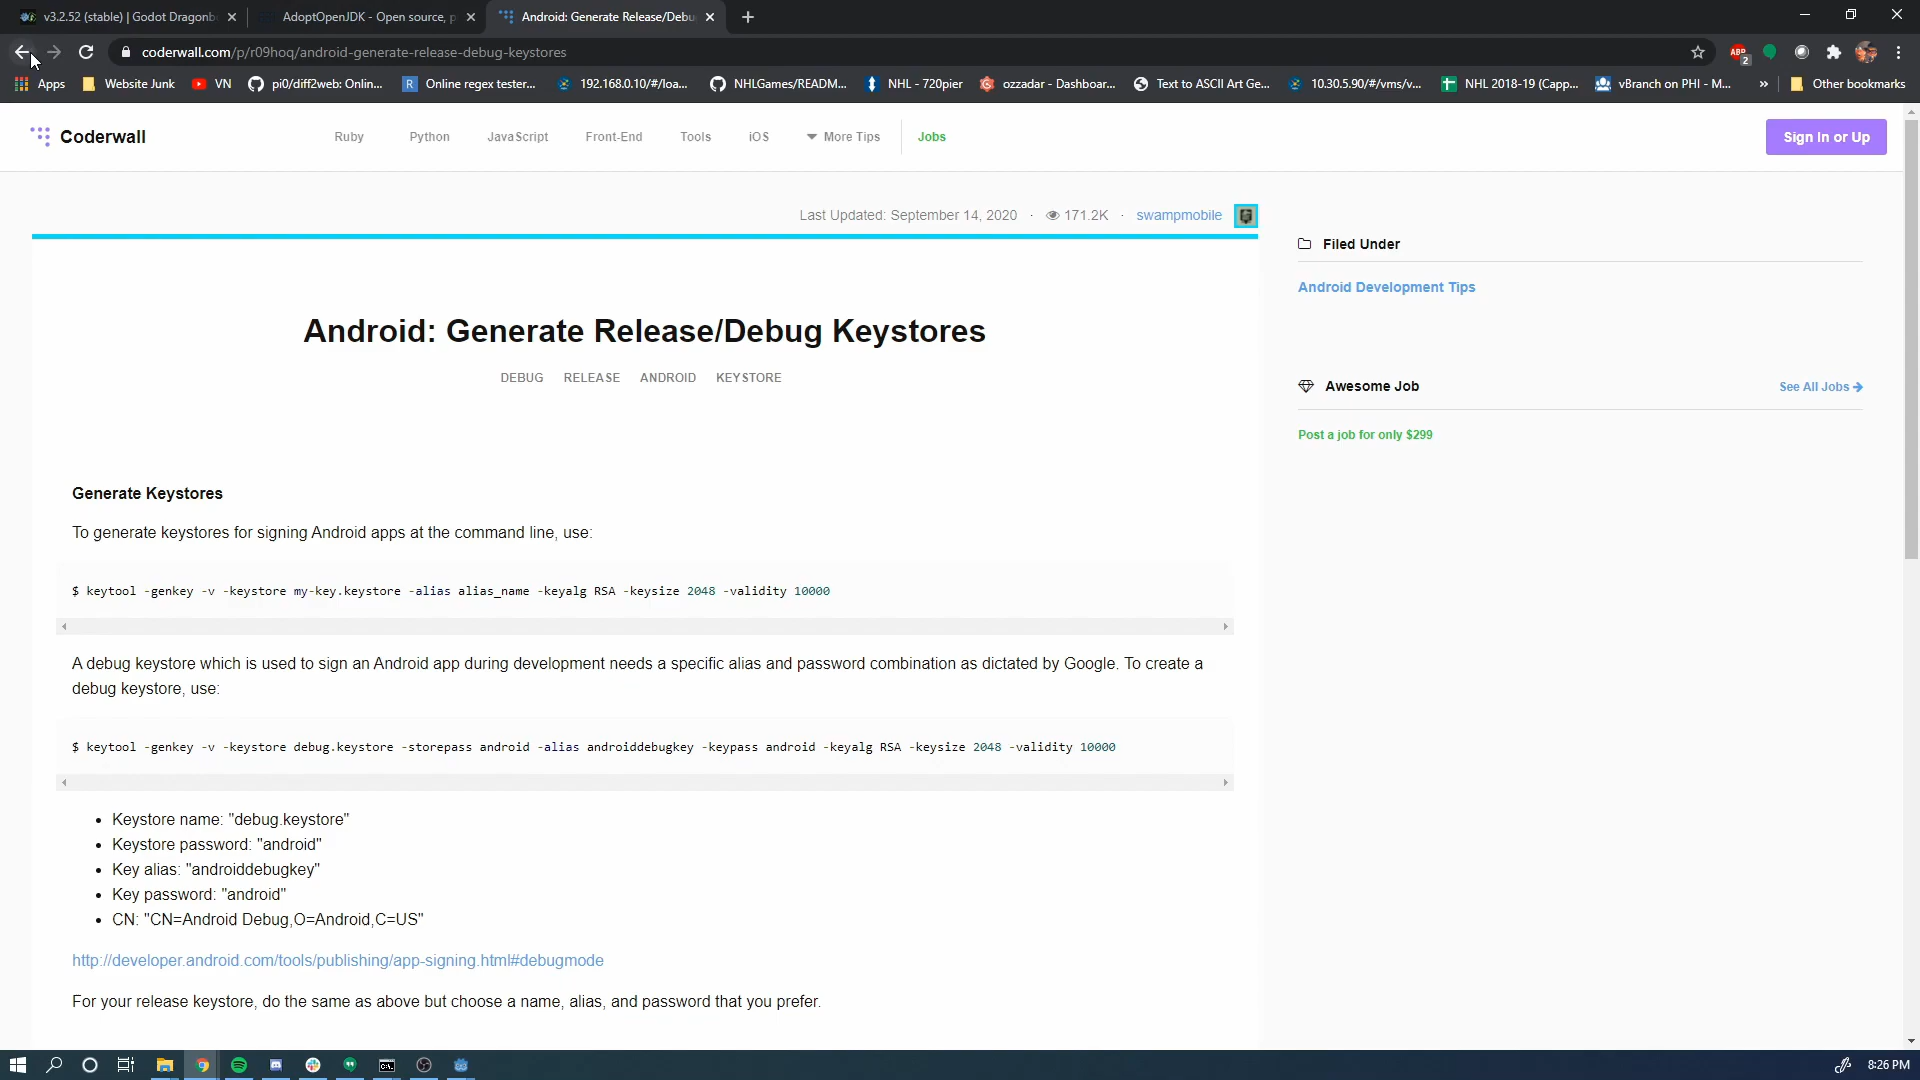 v3.2.52 (stable) | Godot Dragonb
AdoptOpenJDK - Open source, p
Android: Generate Release/Debu
coderwall.com/p/r09hoq/android-generate-release-debug-keystores
ABP
2
Apps
Website Junk
VN
pi0/diff2web: Onlin...
R
Online regex tester...
192.168.0.10/#/loa...
NHLGames/READM...
NHL - 720pier
ozzadar - Dashboar...
Text to ASCII Art Ge...
10.30.5.90/#/vms/v...
NHL 2018-19 (Capp...
vBranch on PHI - M...
»
Other bookmarks
Coderwall
Ruby
Python
JavaScript
Front-End
Tools
iOS
More Tips
Jobs
Sign In or Up
Last Updated: September 14, 2020 · 171.2K · swampmobile
Filed Under
Android Development Tips
Android: Generate Release/Debug Keystores
DEBUG RELEASE ANDROID KEYSTORE
Awesome Job
See All Jobs
Post a job for only $299
Generate Keystores
To generate keystores for signing Android apps at the command line, use:
$ keytool -genkey -v -keystore my-key.keystore -alias alias_name -keyalg RSA -keysize 2048 -validity 10000
A debug keystore which is used to sign an Android app during development needs a specific alias and password combination as dictated by Google. To create a
debug keystore, use:
$ keytool -genkey -v -keystore debug.keystore -storepass android -alias androiddebugkey -keypass android -keyalg RSA -keysize 2048 -validity 10000
• Keystore name: "debug.keystore"
• Keystore password: "android"
• Key alias: "androiddebugkey"
• Key password: "android"
• CN: "CN=Android Debug,O=Android,C=US"
http://developer.android.com/tools/publishing/app-signing.html#debugmode
For your release keystore, do the same as above but choose a name, alias, and password that you prefer.
8:26 PM